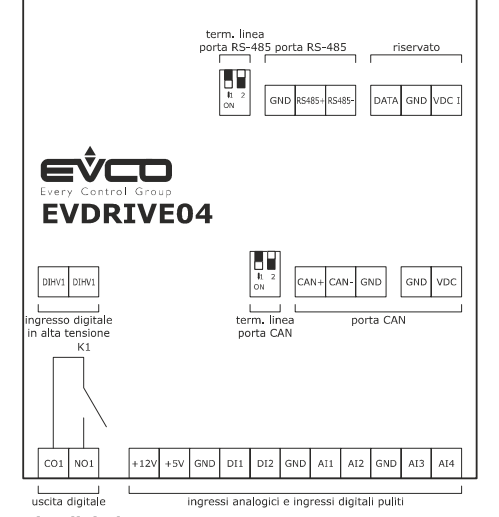 term. linea
porta RS-485 porta RS-485 riservato
1 2
ON
GND RS485+ RS485- DATA GND VDC I
EVCO
Every Control Group
EVDRIVE04
DIHV1 DIHV1
1 2
ON
CAN+ CAN- GND GND VDC
ingresso digitale
in alta tensione
term. linea
porta CAN
porta CAN
K1
CO1 NO1
+12V +5V GND DI1 DI2 GND AI1 AI2 GND AI3 AI4
uscita digitale
ingressi analogici e ingressi digitali puliti